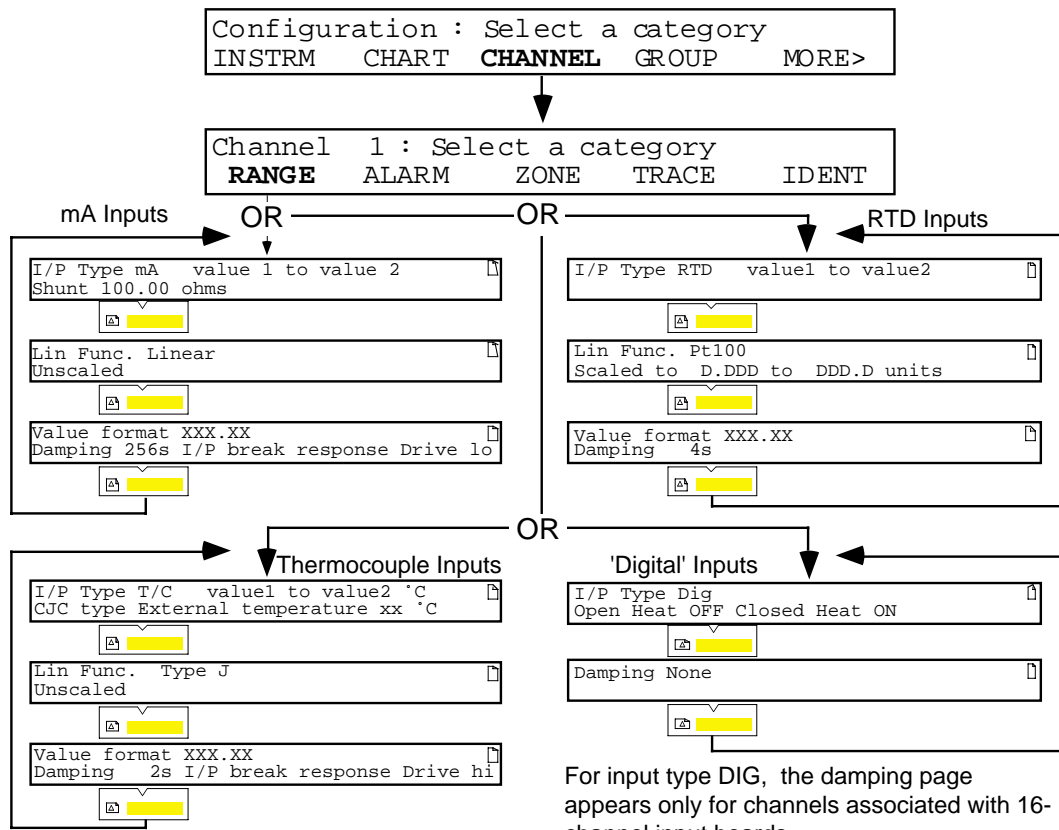 Configuration : Select a category
INSTRM CHART CHANNEL GROUP MORE>
Channel 1 : Select a category
RANGE ALARM ZONE TRACE IDENT
mA Inputs
OR
OR
RTD Inputs
I/P Type mA value 1 to value 2
Shunt 100.00 ohms
Lin Func. Linear
Unscaled
Value format XXX.XX
Damping 256s I/P break response Drive lo
I/P Type RTD value1 to value2
Lin Func. Pt100
Scaled to D.DDD to DDD.D units
Value format XXX.XX
Damping 4s
OR
Thermocouple Inputs
I/P Type T/C value1 to value2 °C
CJC type External temperature xx °C
Lin Func. Type J
Unscaled
Value format XXX.XX
Damping 2s I/P break response Drive hi
'Digital' Inputs
I/P Type Dig
Open Heat OFF Closed Heat ON
Damping None
For input type DIG, the damping page
appears only for channels associated with 16-
channel input boards